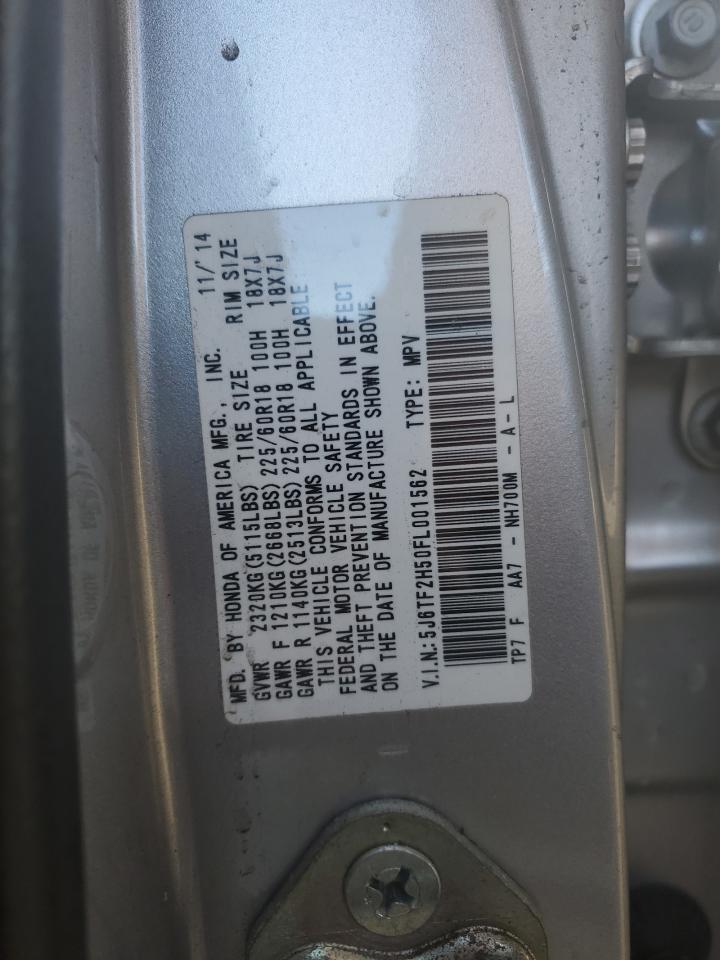 MFD. BY HONDA OF AMERICA MFG., INC. 11/'14
GVWR 2320KG(5115LBS) TIRE SIZE RIM SIZE
GAWR F 1210KG(2668LBS) 225/60R18 100H 18X7J
GAWR R 1140KG(2513LBS) 225/60R18 100H 18X7J
THIS VEHICLE CONFORMS TO ALL APPLICABLE
FEDERAL MOTOR VEHICLE SAFETY
AND THEFT PREVENTION STANDARDS IN EFFECT
ON THE DATE OF MANUFACTURE SHOWN ABOVE.
V.I.N.: 5J6TF2H50FL001562 TYPE: MPV
TP7 F AA7 - NH700M - A - L